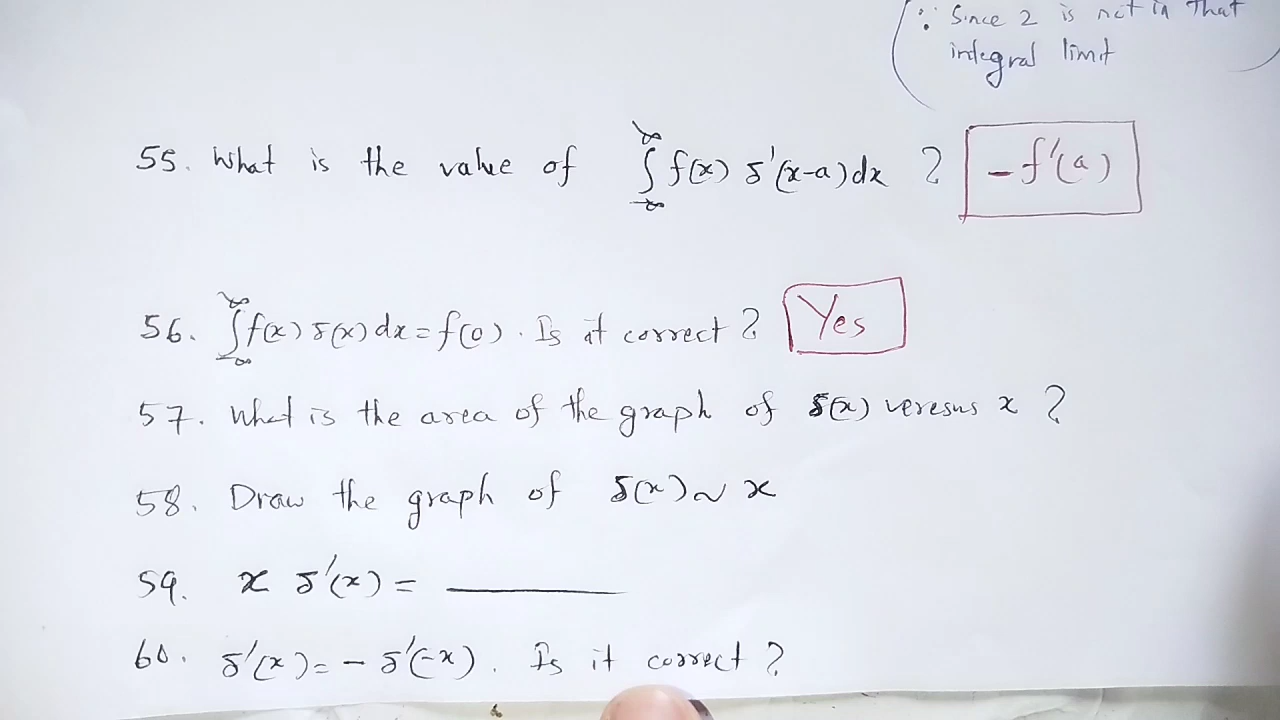 ∵ Since 2 is not in that
integral limit
55. What is the value of ∫_{-∞}^{∞} f(x) δ'(x-a) dx ? -f'(a)
56. ∫_{-∞}^{∞} f(x) δ(x) dx = f(0). Is it correct ? Yes
57. What is the area of the graph of δ(x) veresus x ?
58. Draw the graph of δ(x) ~ x
59. x δ'(x) = ______
60. δ'(x) = - δ'(-x). Is it correct ?